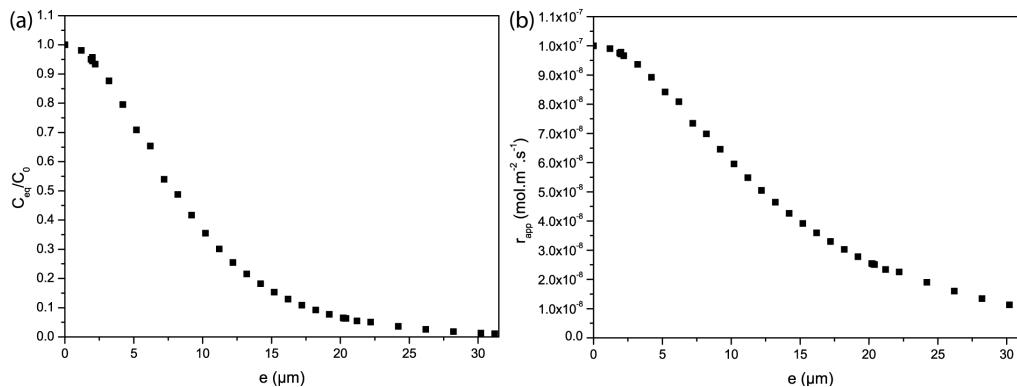 (a)
1.1
1.0
0.9
0.8
0.7
0.6
0.5
0.4
0.3
0.2
0.1
0.0
C_eq/C_0
0 5 10 15 20 25 30
e (µm)
(b)
1.1x10⁻⁷
1.0x10⁻⁷
9.0x10⁻⁸
8.0x10⁻⁸
7.0x10⁻⁸
6.0x10⁻⁸
5.0x10⁻⁸
4.0x10⁻⁸
3.0x10⁻⁸
2.0x10⁻⁸
1.0x10⁻⁸
0.0
r_app (mol.m⁻².s⁻¹)
0 5 10 15 20 25 30
e (µm)